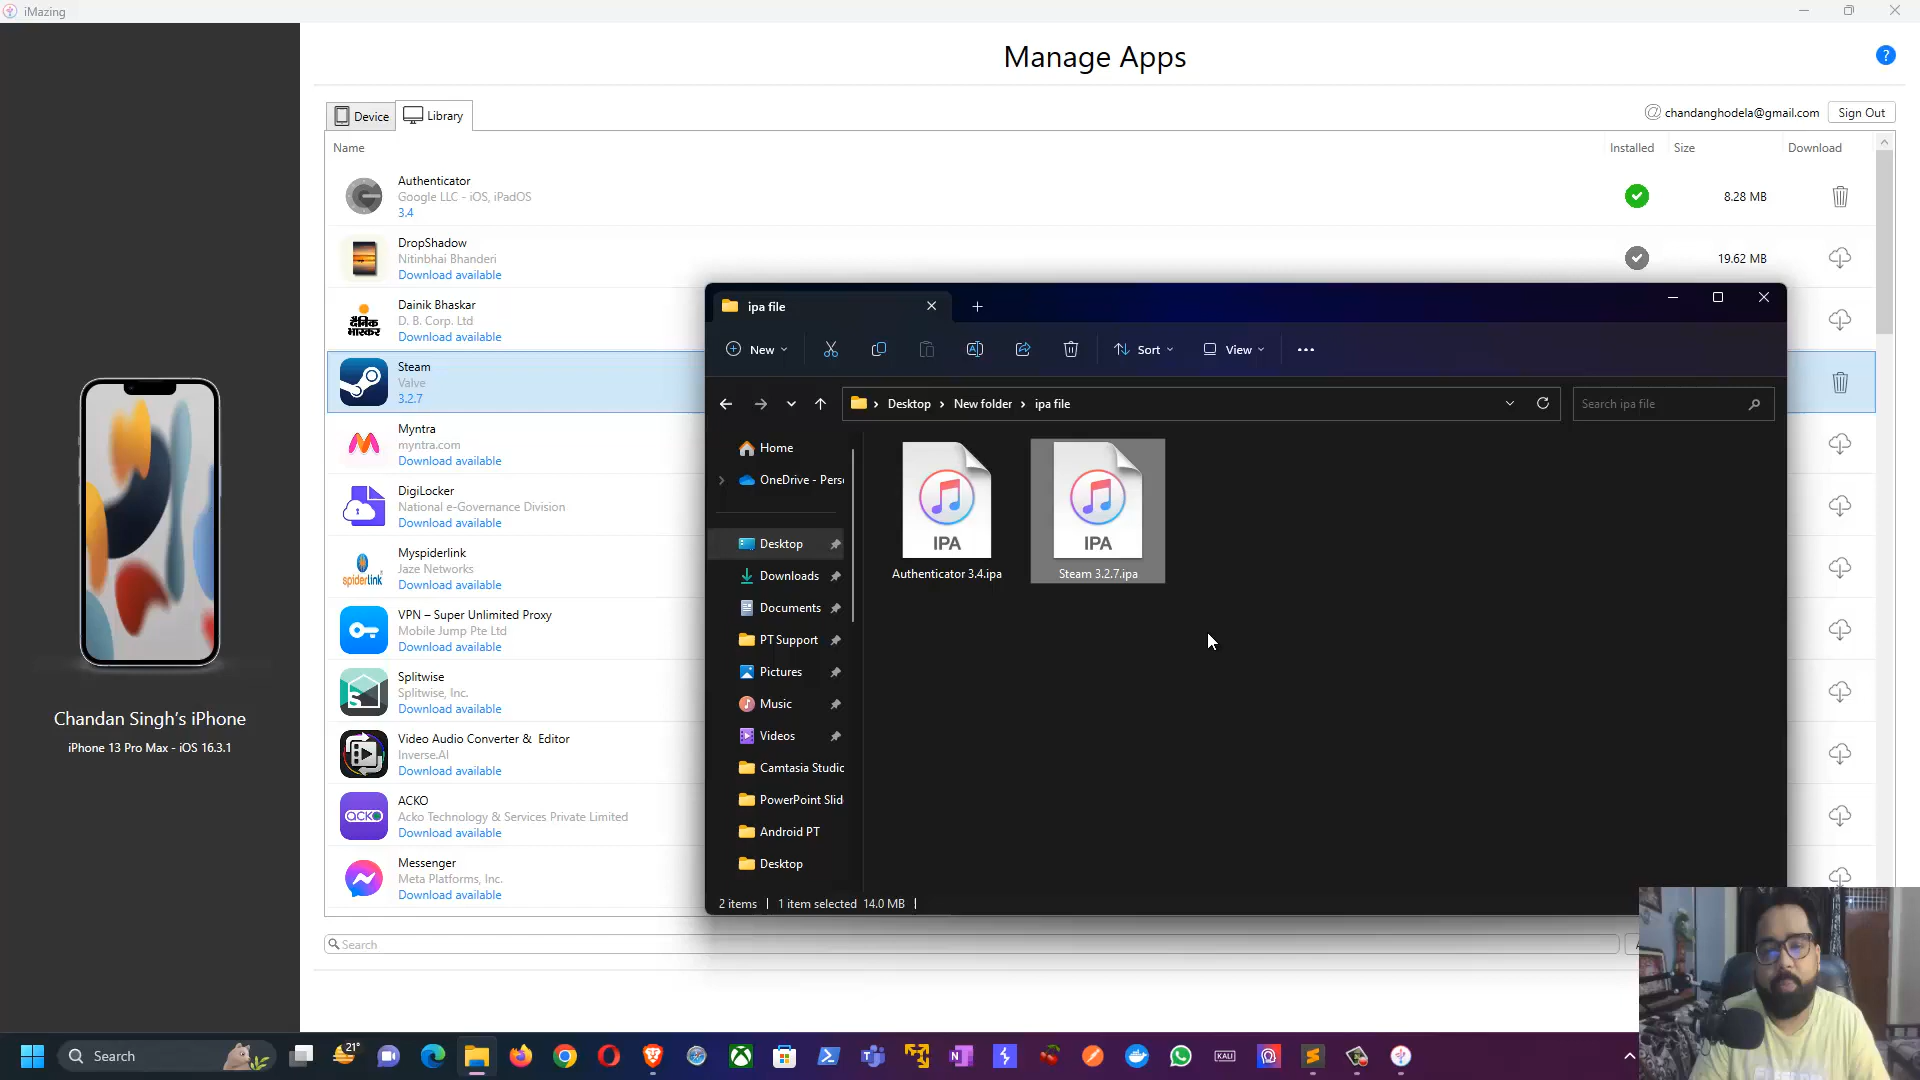 iMazing
Manage Apps
?
Device
Library
chandanghodela@gmail.com
Sign Out
Name
Installed
Size
Download
Authenticator
Google LLC - iOS, iPadOS
3.4
8.28 MB
DropShadow
Nitinbhai Bhanderi
Download available
19.62 MB
दैनिक
भास्कर
Dainik Bhaskar
D. B. Corp. Ltd
Download available
Steam
Valve
3.2.7
Myntra
myntra.com
Download available
DigiLocker
National e-Governance Division
Download available
spiderlink
Myspiderlink
Jaze Networks
Download available
VPN – Super Unlimited Proxy
Mobile Jump Pte Ltd
Download available
Splitwise
Splitwise, Inc.
Download available
Video Audio Converter & Editor
Inverse.AI
Download available
ACKO
ACKO
Acko Technology & Services Private Limited
Download available
Messenger
Meta Platforms, Inc.
Download available
Search
Chandan Singh's iPhone
iPhone 13 Pro Max - iOS 16.3.1
ipa file
New
Sort
View
Desktop > New folder > ipa file
Search ipa file
Home
OneDrive - Pers
Desktop
Downloads
Documents
PT Support
Pictures
Music
Videos
Camtasia Studio
PowerPoint Slid
Android PT
Desktop
IPA
Authenticator 3.4.ipa
IPA
Steam 3.2.7.ipa
2 items
1 item selected 14.0 MB
Search
21°
KALI